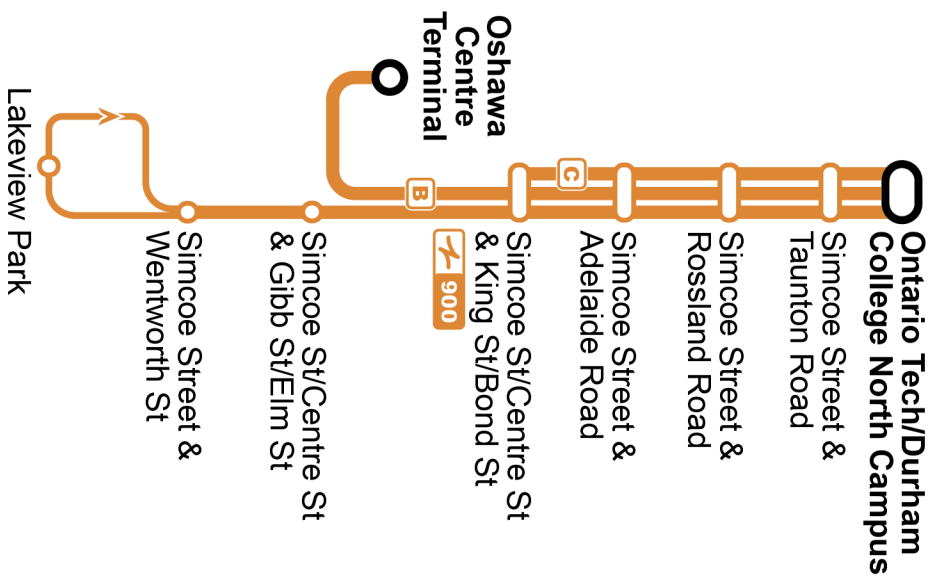 Ontario Tech/Durham
College North Campus
Simcoe Street &
Taunton Road
Simcoe Street &
Rossland Road
Simcoe Street &
Adelaide Road
C
Simcoe St/Centre St
& King St/Bond St
900
B
Oshawa
Centre
Terminal
Simcoe St/Centre St
& Gibb St/Elm St
Simcoe Street &
Wentworth St
Lakeview Park